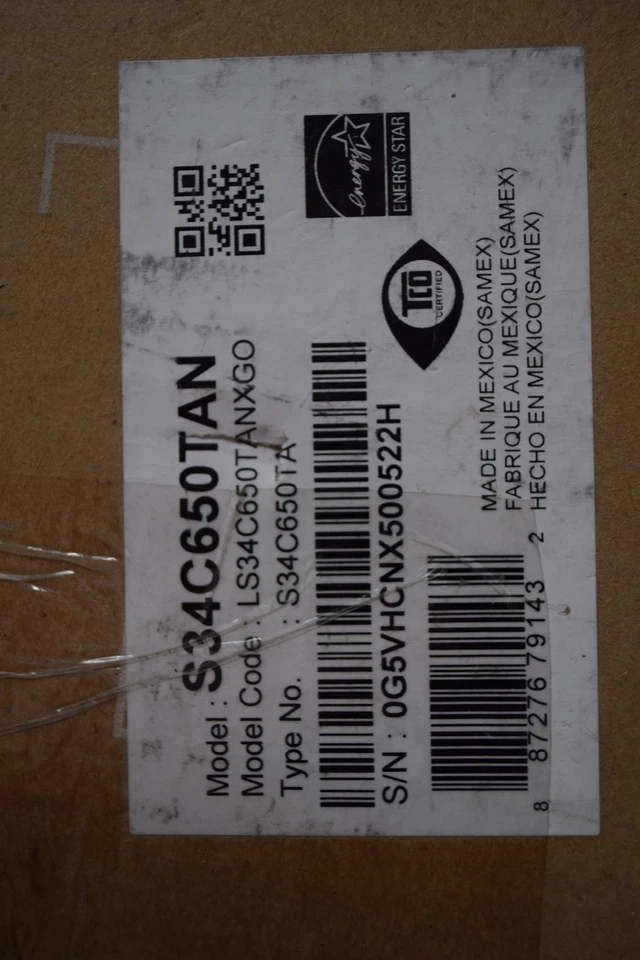 Model : S34C650TAN
Model Code : LS34C650TANXGO
Type No. : S34C650TA
S/N : 0G5VHCNX500522H
8 87276 79143 2
energy
ENERGY STAR
TCO
CERTIFIED
MADE IN MEXICO(SAMEX)
FABRIQUE AU MEXIQUE(SAMEX)
HECHO EN MEXICO(SAMEX)